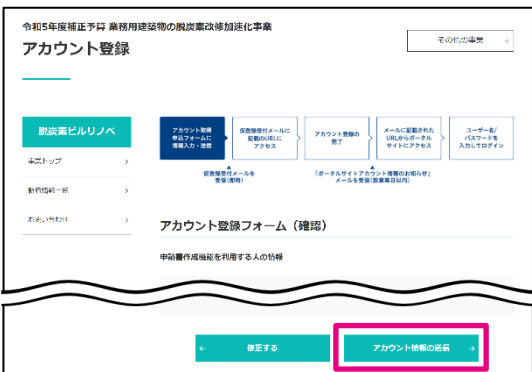 令和5年度補正予算 業務用建築物の脱炭素改修加速化事業
アカウント登録
その他の事業 →
脱炭素ビルリノベ
事業トップ >
新着情報一覧 >
お問い合わせ >
アカウント取得
申込フォームに
情報入力・送信
仮登録受付メールに
記載のURLに
アクセス
アカウント登録の
完了
メールに記載された
URLからポータル
サイトにアクセス
ユーザー名/
パスワードを
入力してログイン
仮登録受付メールを
受信(即時)
「ポータルサイトアカウント情報のお知らせ」
メールを受信(数営業日以内)
アカウント登録フォーム（確認）
申請書作成機能を利用する人の情報
← 修正する
アカウント情報の送信 →